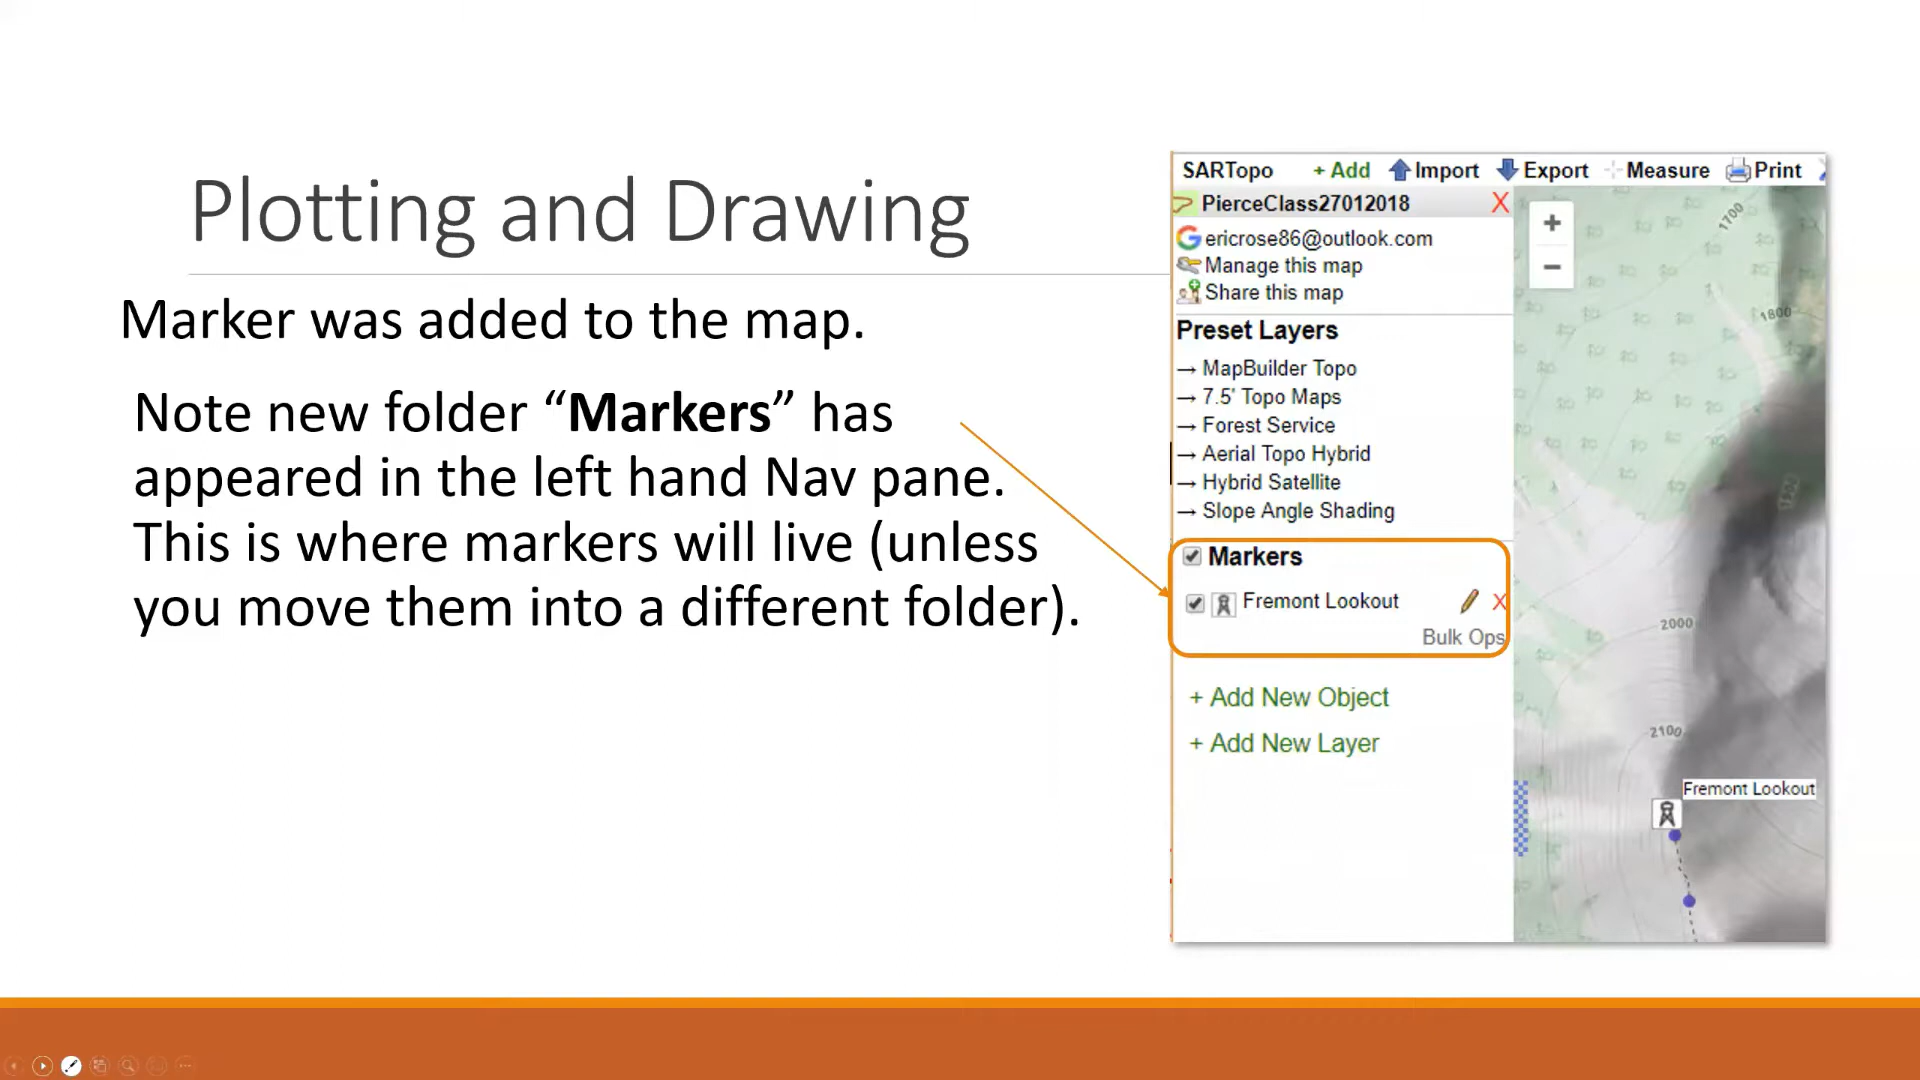 Plotting and Drawing
Marker was added to the map.
Note new folder “Markers” has
appeared in the left hand Nav pane.
This is where markers will live (unless
you move them into a different folder).
SARTopo + Add Import Export Measure Print
PierceClass27012018 X
ericrose86@outlook.com
Manage this map
Share this map
Preset Layers
→ MapBuilder Topo
→ 7.5' Topo Maps
→ Forest Service
→ Aerial Topo Hybrid
→ Hybrid Satellite
→ Slope Angle Shading
Markers
Fremont Lookout X
Bulk Ops
+ Add New Object
+ Add New Layer
+
−
1700
1800
2000
2100
Fremont Lookout